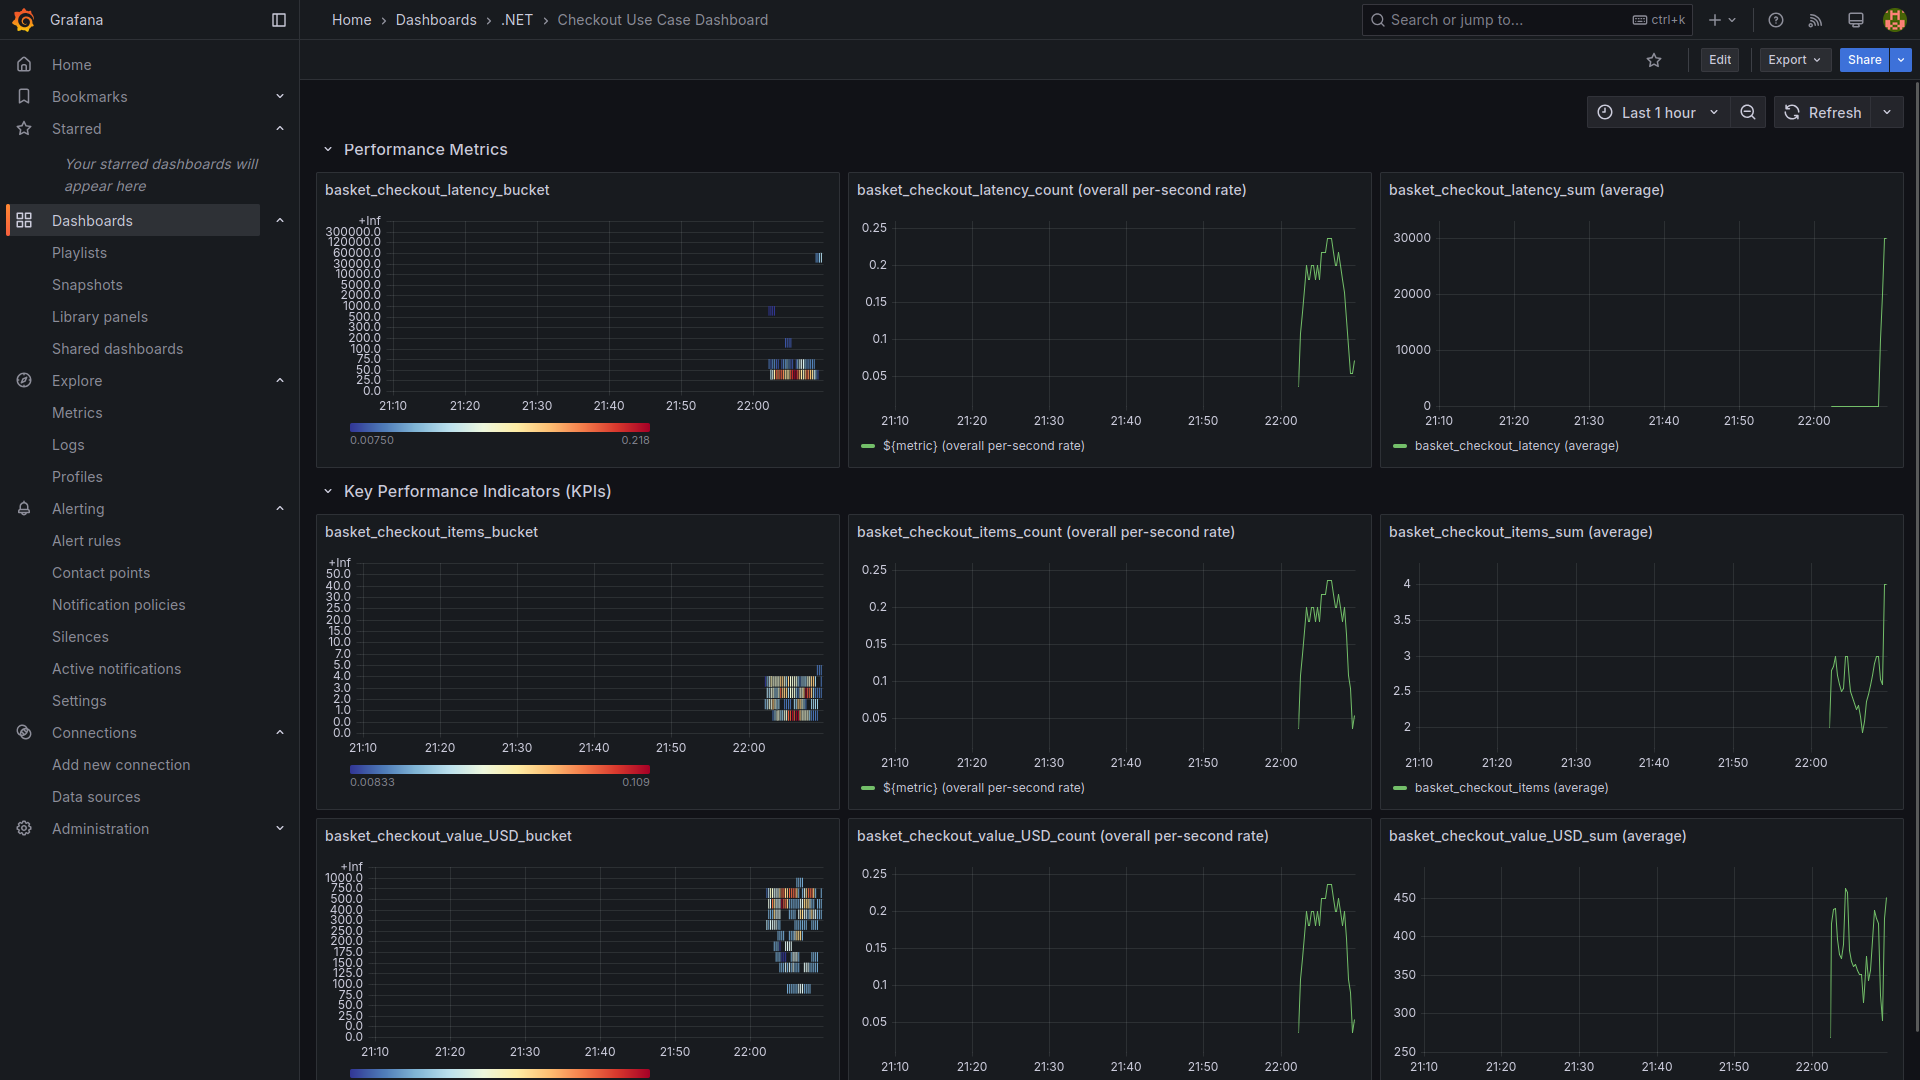 Grafana
Home › Dashboards › .NET › Checkout Use Case Dashboard
Search or jump to...
ctrl+k
Edit
Export
Share
Home
Bookmarks
Starred
Your starred dashboards will
appear here
Dashboards
Playlists
Snapshots
Library panels
Shared dashboards
Explore
Metrics
Logs
Profiles
Alerting
Alert rules
Contact points
Notification policies
Silences
Active notifications
Settings
Connections
Add new connection
Data sources
Administration
Last 1 hour
Refresh
Performance Metrics
basket_checkout_latency_bucket
+Inf
300000.0
120000.0
60000.0
30000.0
10000.0
5000.0
2000.0
1000.0
500.0
300.0
200.0
100.0
75.0
50.0
25.0
0.0
21:10 21:20 21:30 21:40 21:50 22:00
0.00750 0.218
basket_checkout_latency_count (overall per-second rate)
0.25
0.2
0.15
0.1
0.05
21:10 21:20 21:30 21:40 21:50 22:00
${metric} (overall per-second rate)
basket_checkout_latency_sum (average)
30000
20000
10000
0
21:10 21:20 21:30 21:40 21:50 22:00
basket_checkout_latency (average)
Key Performance Indicators (KPIs)
basket_checkout_items_bucket
+Inf
50.0
40.0
30.0
25.0
20.0
15.0
10.0
7.0
5.0
4.0
3.0
2.0
1.0
0.0
0.0
21:10 21:20 21:30 21:40 21:50 22:00
0.00833 0.109
basket_checkout_items_count (overall per-second rate)
0.25
0.2
0.15
0.1
0.05
21:10 21:20 21:30 21:40 21:50 22:00
${metric} (overall per-second rate)
basket_checkout_items_sum (average)
4
3.5
3
2.5
2
21:10 21:20 21:30 21:40 21:50 22:00
basket_checkout_items (average)
basket_checkout_value_USD_bucket
+Inf
1000.0
750.0
500.0
400.0
300.0
250.0
200.0
175.0
150.0
125.0
100.0
75.0
50.0
25.0
0.0
0.0
21:10 21:20 21:30 21:40 21:50 22:00
basket_checkout_value_USD_count (overall per-second rate)
0.25
0.2
0.15
0.1
0.05
21:10 21:20 21:30 21:40 21:50 22:00
basket_checkout_value_USD_sum (average)
450
400
350
300
250
21:10 21:20 21:30 21:40 21:50 22:00